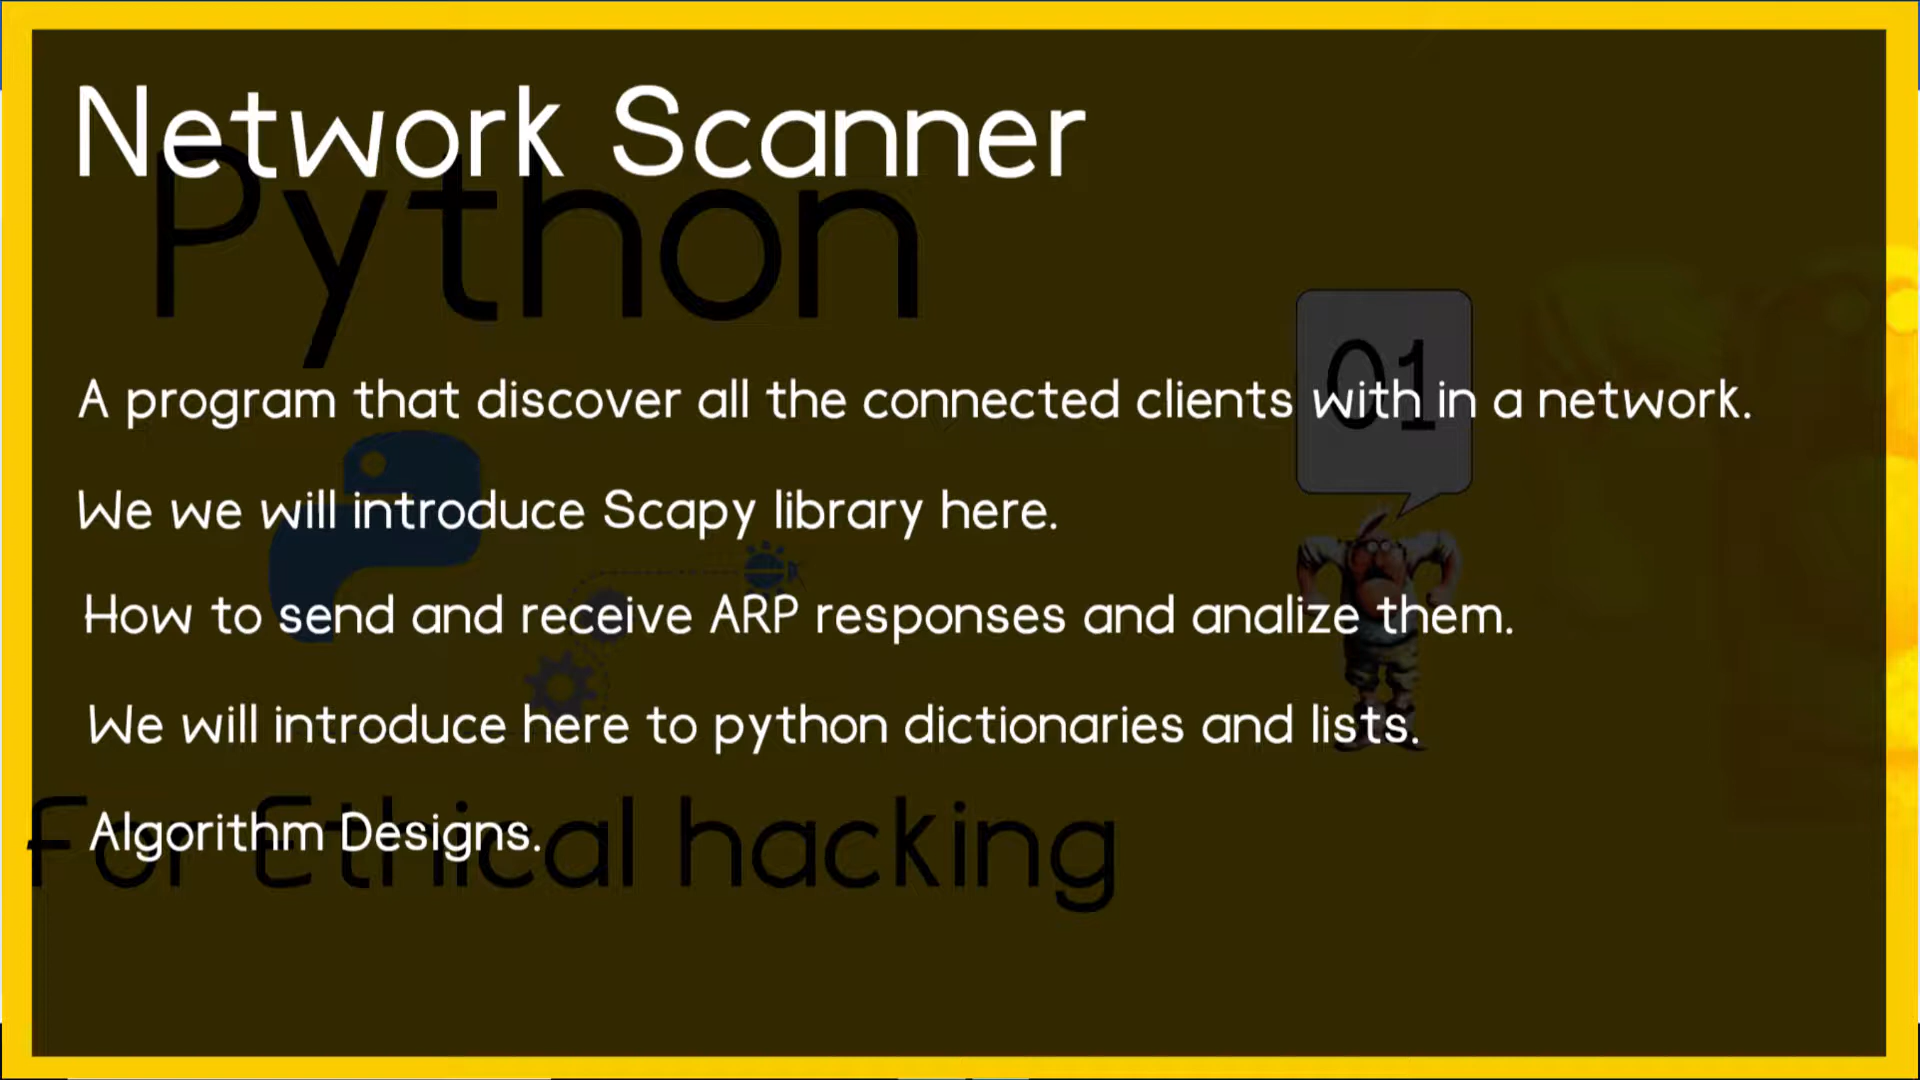 Network Scanner
Python
01
A program that discover all the connected clients with in a network.
We we will introduce Scapy library here.
How to send and receive ARP responses and analize them.
We will introduce here to python dictionaries and lists.
Algorithm Designs.
For Ethical hacking